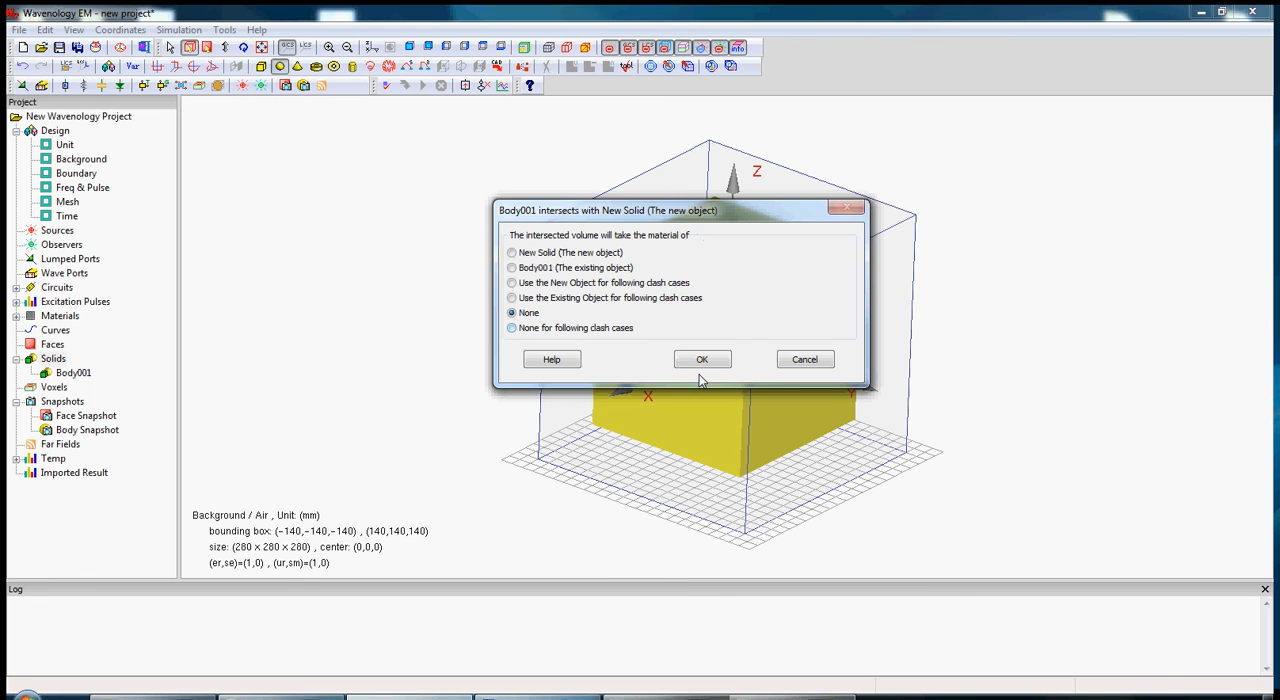 Wavenology EM - new project*
File Edit View Coordinates Simulation Tools Help
GCS LCS
info
LCS Var
CAD
?
Project
New Wavenology Project
Design
Unit
Background
Boundary
Freq & Pulse
Mesh
Time
Sources
Observers
Lumped Ports
Wave Ports
Circuits
Excitation Pulses
Materials
Curves
Faces
Solids
Body001
Voxels
Snapshots
Face Snapshot
Body Snapshot
Far Fields
Temp
Imported Result
Z
Body001 intersects with New Solid (The new object)
The intersected volume will take the material of
New Solid (The new object)
Body001 (The existing object)
Use the New Object for following clash cases
Use the Existing Object for following clash cases
None
None for following clash cases
Help OK Cancel
X Y
Background / Air , Unit: (mm)
bounding box: (-140,-140,-140) , (140,140,140)
size: (280 × 280 × 280) , center: (0,0,0)
(er,se)=(1,0) , (ur,sm)=(1,0)
Log